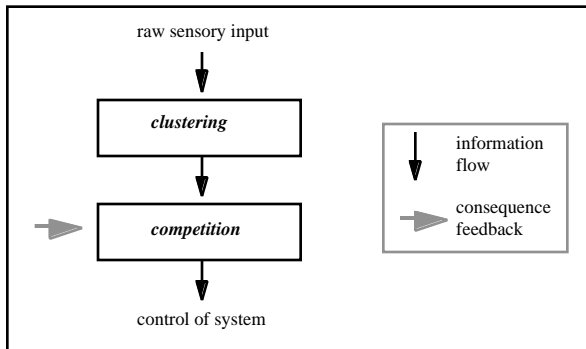 raw sensory input
clustering
competition
control of system
information
flow
consequence
feedback